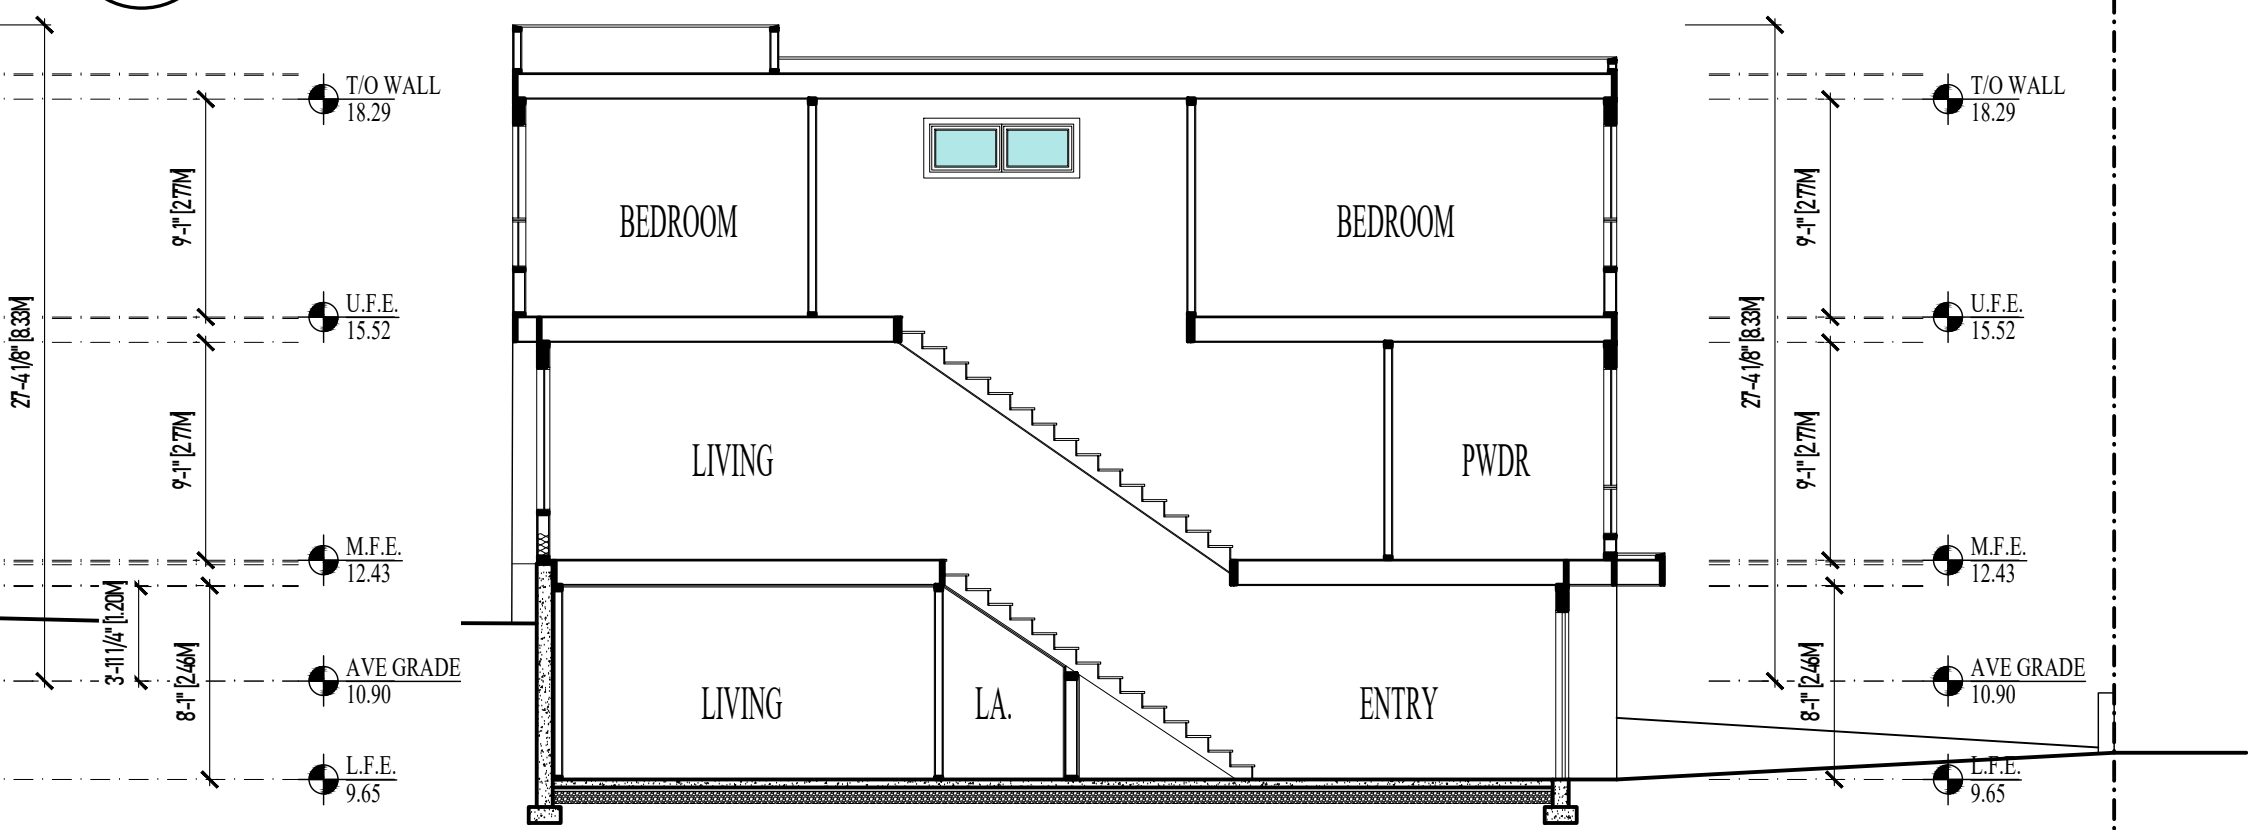 T/O WALL
18.29
9'-1" [2.77M]
U.F.E.
15.52
27'-4 1/8" [8.33M]
9'-1" [2.77M]
M.F.E.
12.43
3'-11 1/4" [1.20M]
8'-1" [2.46M]
AVE GRADE
10.90
L.F.E.
9.65
BEDROOM
BEDROOM
LIVING
PWDR
LIVING
LA.
ENTRY
T/O WALL
18.29
9'-1" [2.77M]
U.F.E.
15.52
27'-4 1/8" [8.33M]
9'-1" [2.77M]
M.F.E.
12.43
8'-1" [2.46M]
AVE GRADE
10.90
L.F.E.
9.65